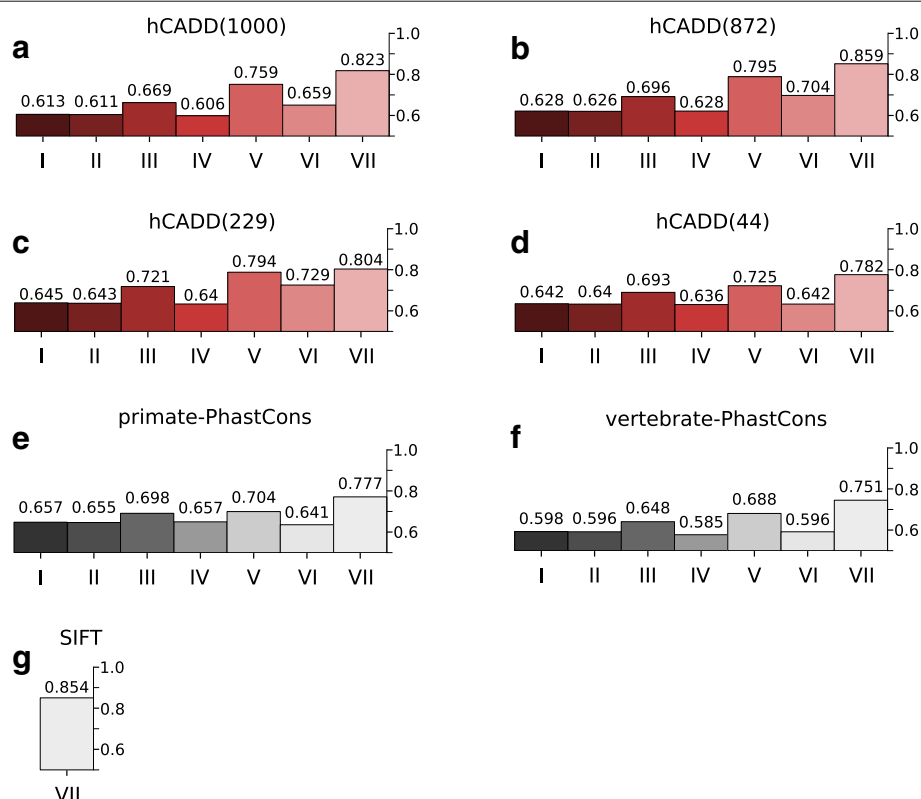 a
hCADD(1000)
0.613 0.611 0.669 0.606 0.759 0.659 0.823
1.0
0.8
0.6
I II III IV V VI VII
b
hCADD(872)
0.628 0.626 0.696 0.628 0.795 0.704 0.859
1.0
0.8
0.6
I II III IV V VI VII
c
hCADD(229)
0.645 0.643 0.721 0.64 0.794 0.729 0.804
1.0
0.8
0.6
I II III IV V VI VII
d
hCADD(44)
0.642 0.64 0.693 0.636 0.725 0.642 0.782
1.0
0.8
0.6
I II III IV V VI VII
e
primate-PhastCons
0.657 0.655 0.698 0.657 0.704 0.641 0.777
1.0
0.8
0.6
I II III IV V VI VII
f
vertebrate-PhastCons
0.598 0.596 0.648 0.585 0.688 0.596 0.751
1.0
0.8
0.6
I II III IV V VI VII
g
SIFT
0.854
1.0
0.8
0.6
VII